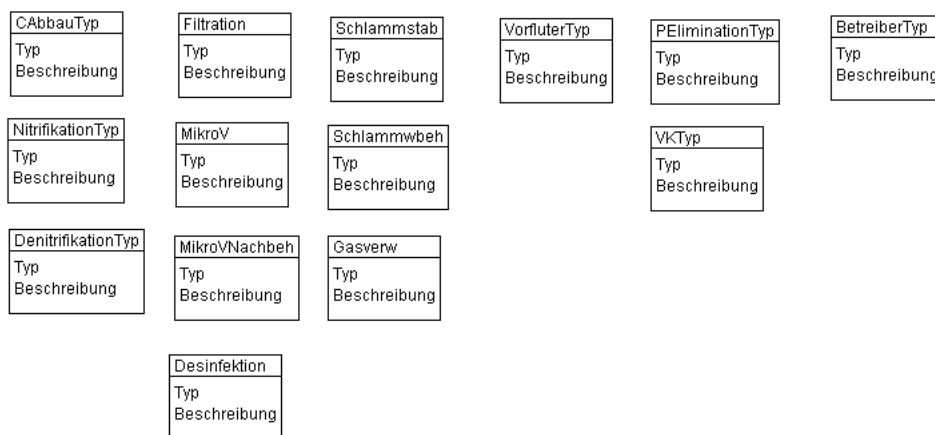 CAbbauTyp
Typ
Beschreibung
Filtration
Typ
Beschreibung
Schlammstab
Typ
Beschreibung
VorfluterTyp
Typ
Beschreibung
PEliminationTyp
Typ
Beschreibung
BetreiberTyp
Typ
Beschreibung
NitrifikationTyp
Typ
Beschreibung
MikroV
Typ
Beschreibung
Schlammwbeh
Typ
Beschreibung
VKTyp
Typ
Beschreibung
DenitrifikationTyp
Typ
Beschreibung
MikroVNachbeh
Typ
Beschreibung
Gasverw
Typ
Beschreibung
Desinfektion
Typ
Beschreibung